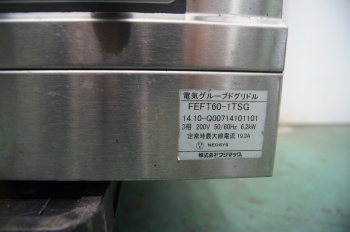 電気グルーブドグリドル
FEFT60-1TSG
14.10-Q00714101101
3相 200V 50/60Hz 6.2kW
定常時最大線電流 19.3A
NEOSYS
株式会社フジマック